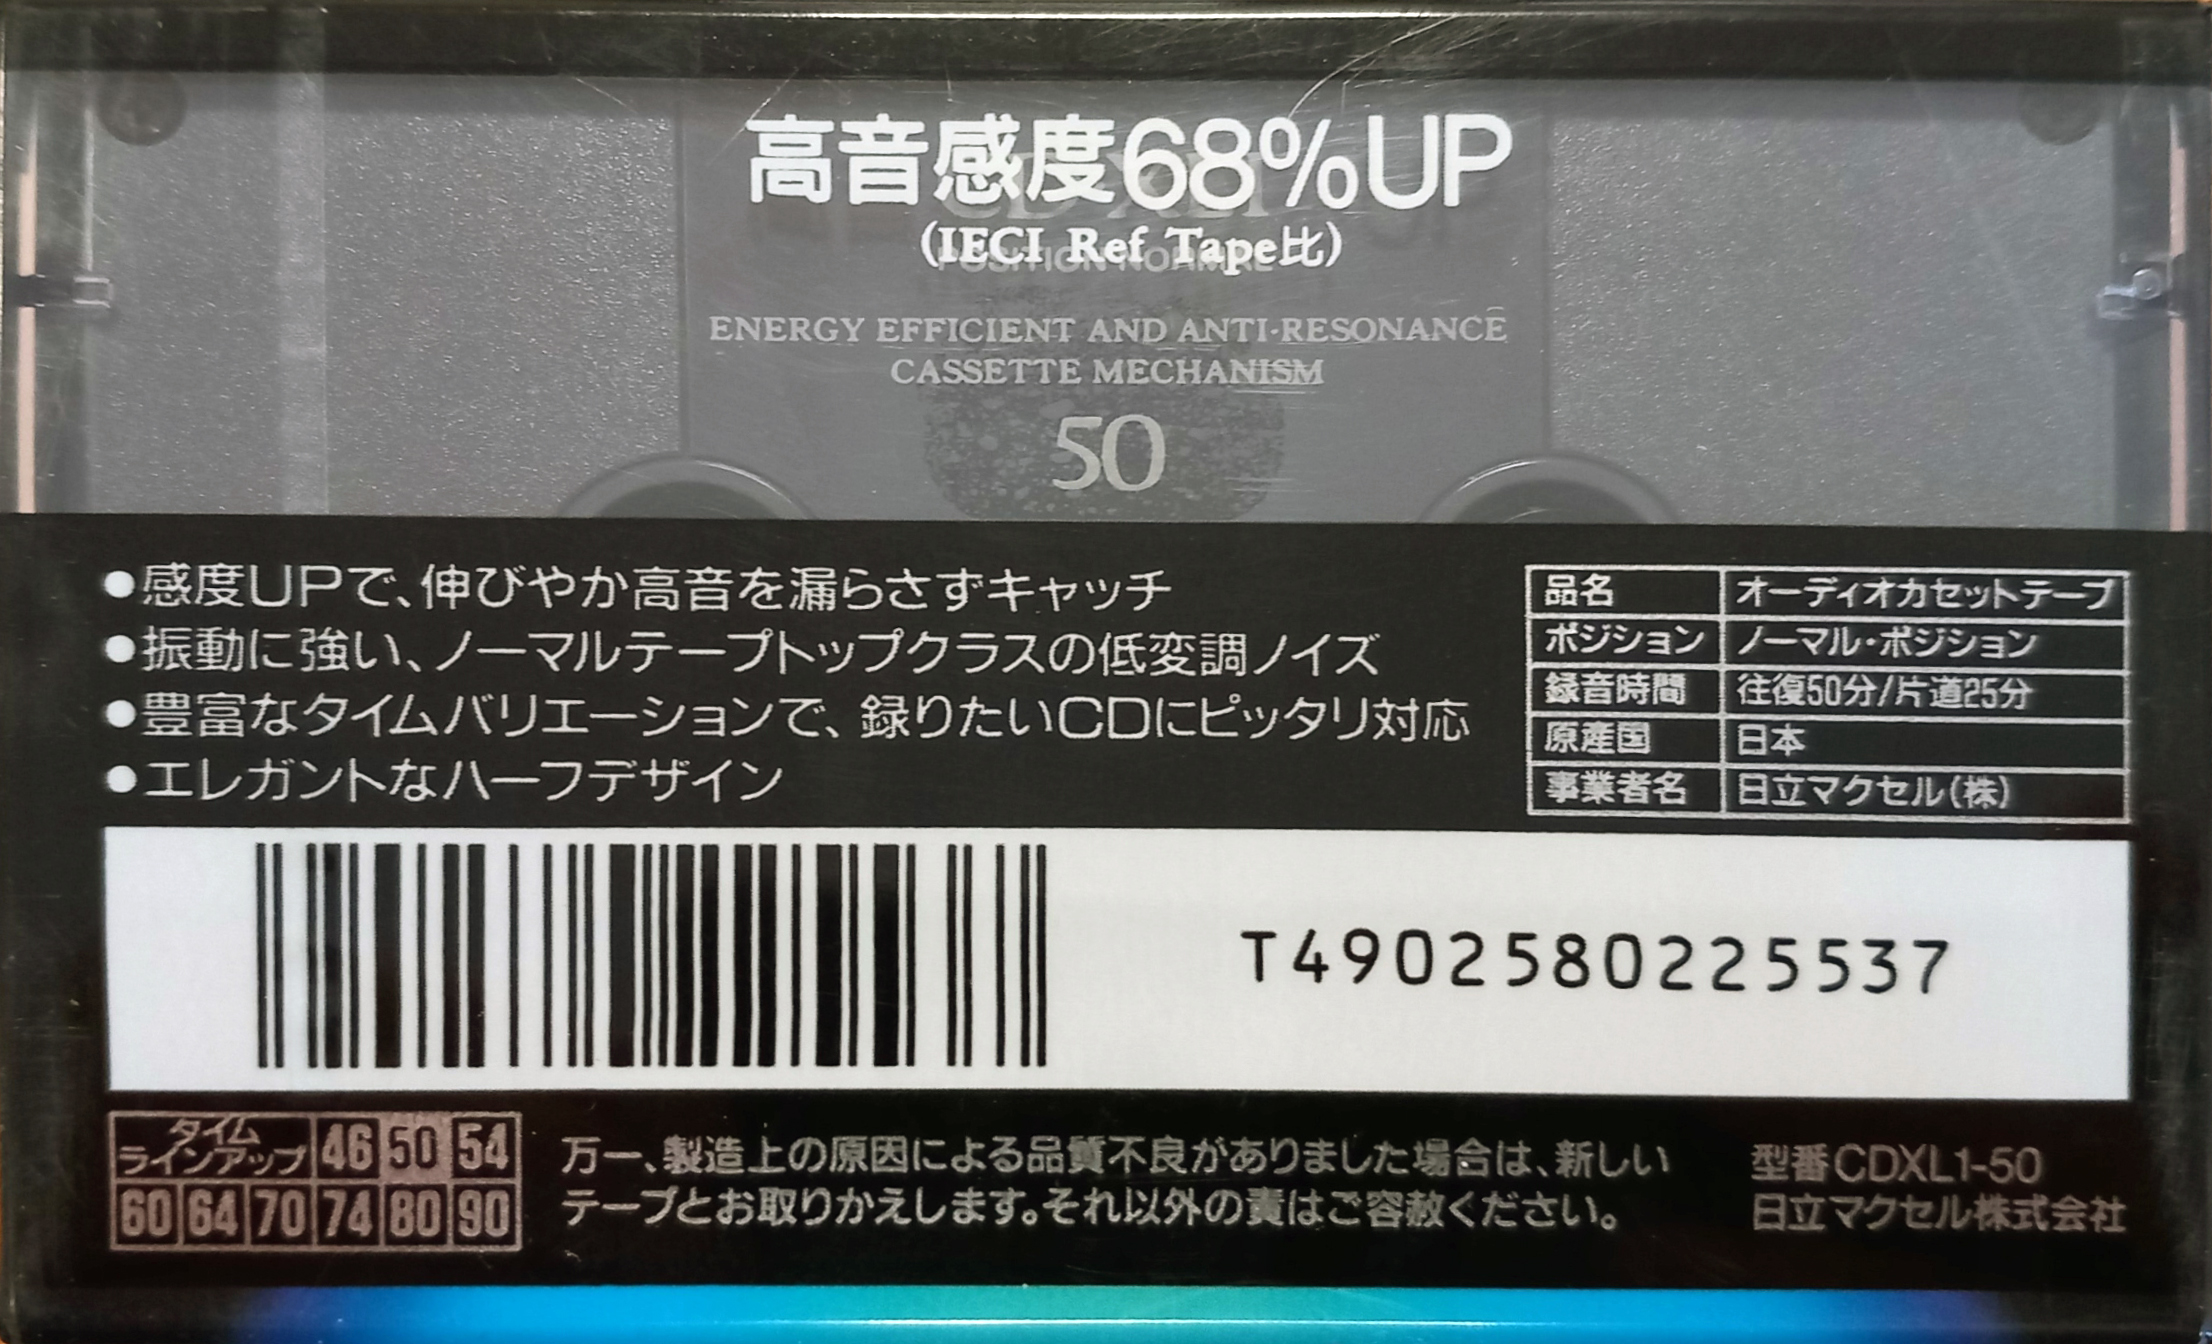 高音感度68%UP
(IECI Ref Tape比)
POSITION NORMAL
ENERGY EFFICIENT AND ANTI-RESONANCE
CASSETTE MECHANISM
50
●感度UPで、伸びやか高音を漏らさずキャッチ
●振動に強い、ノーマルテープトップクラスの低変調ノイズ
●豊富なタイムバリエーションで、録りたいCDにピッタリ対応
●エレガントなハーフデザイン
品名 オーディオカセットテープ
ポジション ノーマル・ポジション
録音時間 往復50分/片道25分
原産国 日本
事業者名 日立マクセル(株)
T4902580225537
タイム
ラインアップ 46 50 54
60 64 70 74 80 90
万一、製造上の原因による品質不良がありました場合は、新しい
テープとお取りかえします。それ以外の責はご容赦ください。
型番CDXL1-50
日立マクセル株式会社